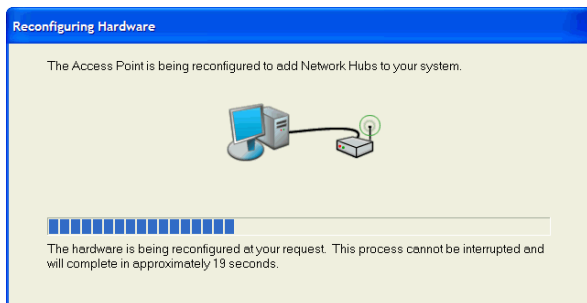 Reconfiguring Hardware
The Access Point is being reconfigured to add Network Hubs to your system.
The hardware is being reconfigured at your request. This process cannot be interrupted and
will complete in approximately 19 seconds.